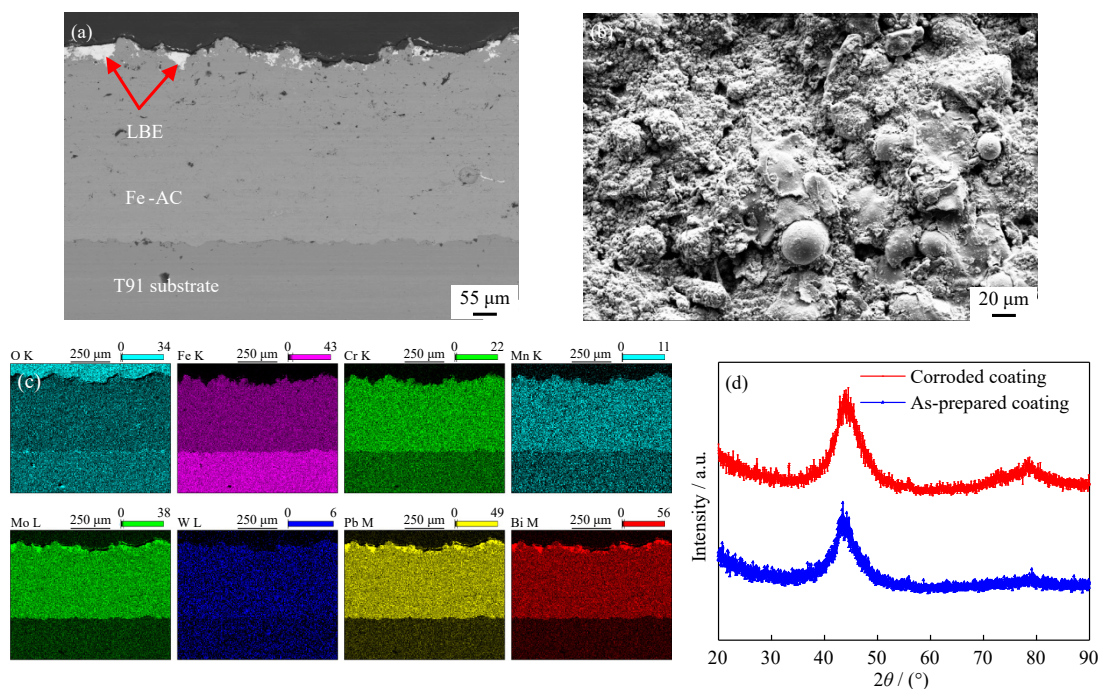 (a)
LBE
Fe-AC
T91 substrate
55 μm
(b)
20 μm
O K 250 μm 0 34
Fe K 250 μm 0 43
Cr K 250 μm 0 22
Mn K 250 μm 0 11
(c)
Mo L 250 μm 0 38
W L 250 μm 0 6
Pb M 250 μm 0 49
Bi M 250 μm 0 56
(d)
Corroded coating
As-prepared coating
Intensity / a.u.
20 30 40 50 60 70 80 90
2θ / (°)